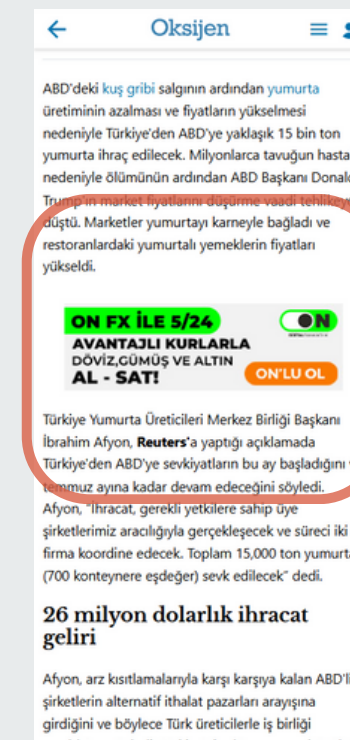 Oksijen
ABD'deki kuş gribi salgının ardından yumurta
üretiminin azalması ve fiyatların yükselmesi
nedeniyle Türkiye'den ABD'ye yaklaşık 15 bin ton
yumurta ihraç edilecek. Milyonlarca tavuğun hasta
nedeniyle ölümünün ardından ABD Başkanı Donald
Trump'ın market fiyatlarını düşürme vaadi tehlikeye
düştü. Marketler yumurtayı karneyle bağladı ve
restoranlardaki yumurtalı yemeklerin fiyatları
yükseldi.
ON FX İLE 5/24
AVANTAJLI KURLARLA
DÖVİZ,GÜMÜŞ VE ALTIN
AL - SAT!
ON
ON'LU OL
Türkiye Yumurta Üreticileri Merkez Birliği Başkanı
İbrahim Afyon, Reuters'a yaptığı açıklamada
Türkiye'den ABD'ye sevkiyatların bu ay başladığını
temmuz ayına kadar devam edeceğini söyledi.
Afyon, "İhracat, gerekli yetkilere sahip üye
şirketlerimiz aracılığıyla gerçekleşecek ve süreci iki
firma koordine edecek. Toplam 15,000 ton yumurta
(700 konteynere eşdeğer) sevk edilecek" dedi.
26 milyon dolarlık ihracat
geliri
Afyon, arz kısıtlamalarıyla karşı karşıya kalan ABD'li
şirketlerin alternatif ithalat pazarları arayışına
girdiğini ve böylece Türk üreticilerle iş birliği